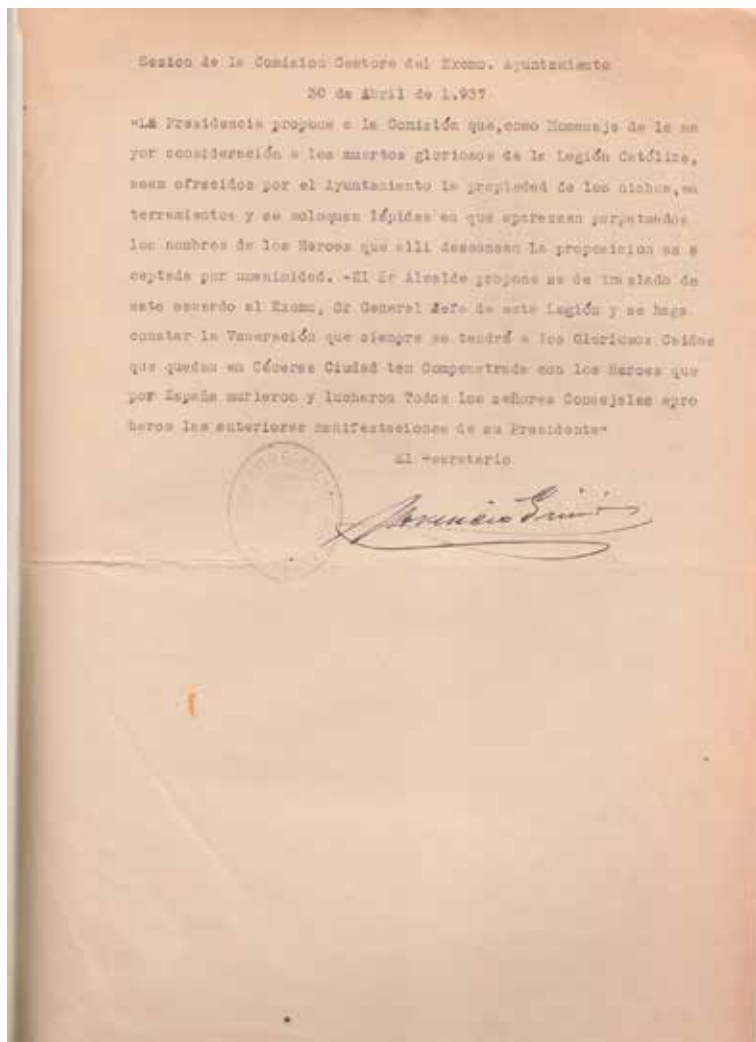 Sesion de la Comision Gestora del Excmo. Ayuntamiento
30 de Abril de 1.937
"LA Presidencia propone a la Comisión que,como Homenaje de la ma
yor consideración a los muertos gloriosos de la Legión Católica,
sean ofrecidos por el Ayuntamiento la propiedad de los nichos,en
terramientos y se coloquen lápidas en que aparezcan perpetuados
los nombres de los Heroes que alli descansan La proposicion es a
ceptada por unanimidad. -El Sr Alcalde propone se de traslado de
este acuerdo al Excmo, Sr General Jefe de esta Legión y se haga
constar la Veneración que siempre se tendrá a los Gloriosos Caidos
que quedan en Cáceres Ciudad tan Compenetrada con los Heroes que
por España murieron y lucharon Todos los señores Consejales apro
baron las anteriores manifestaciones de su Presidente"
El Secretario